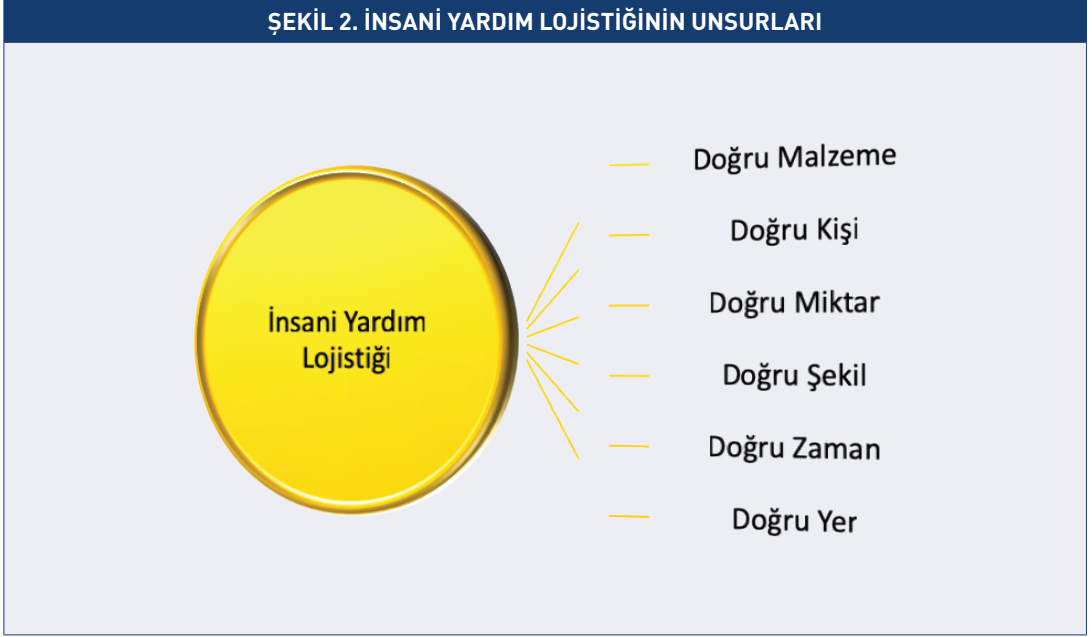 ŞEKİL 2. İNSANİ YARDIM LOJİSTİĞİNİN UNSURLARI
İnsani Yardım
Lojistiği
Doğru Malzeme
Doğru Kişi
Doğru Miktar
Doğru Şekil
Doğru Zaman
Doğru Yer